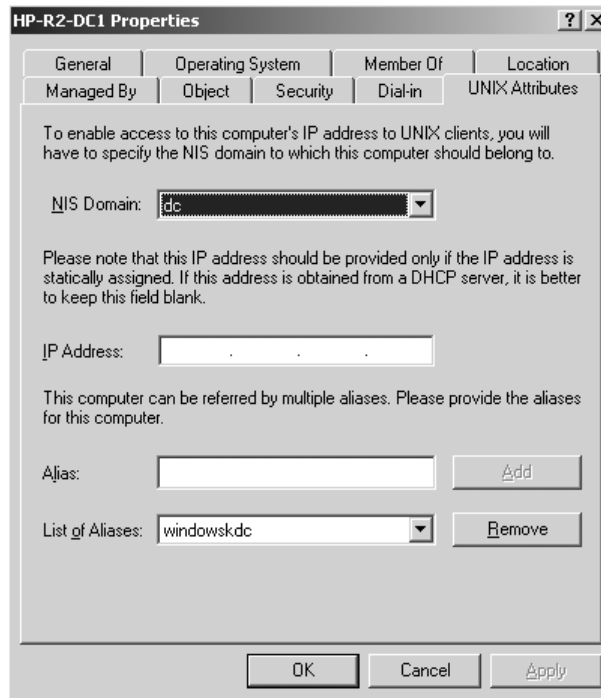 HP-R2-DC1 Properties
General Operating System Member Of Location
Managed By Object Security Dial-in UNIX Attributes
To enable access to this computer's IP address to UNIX clients, you will
have to specify the NIS domain to which this computer should belong to.
NIS Domain: dc
Please note that this IP address should be provided only if the IP address is
statically assigned. If this address is obtained from a DHCP server, it is better
to keep this field blank.
IP Address: . . .
This computer can be referred by multiple aliases. Please provide the aliases
for this computer.
Alias: Add
List of Aliases: windowskdc Remove
OK Cancel Apply